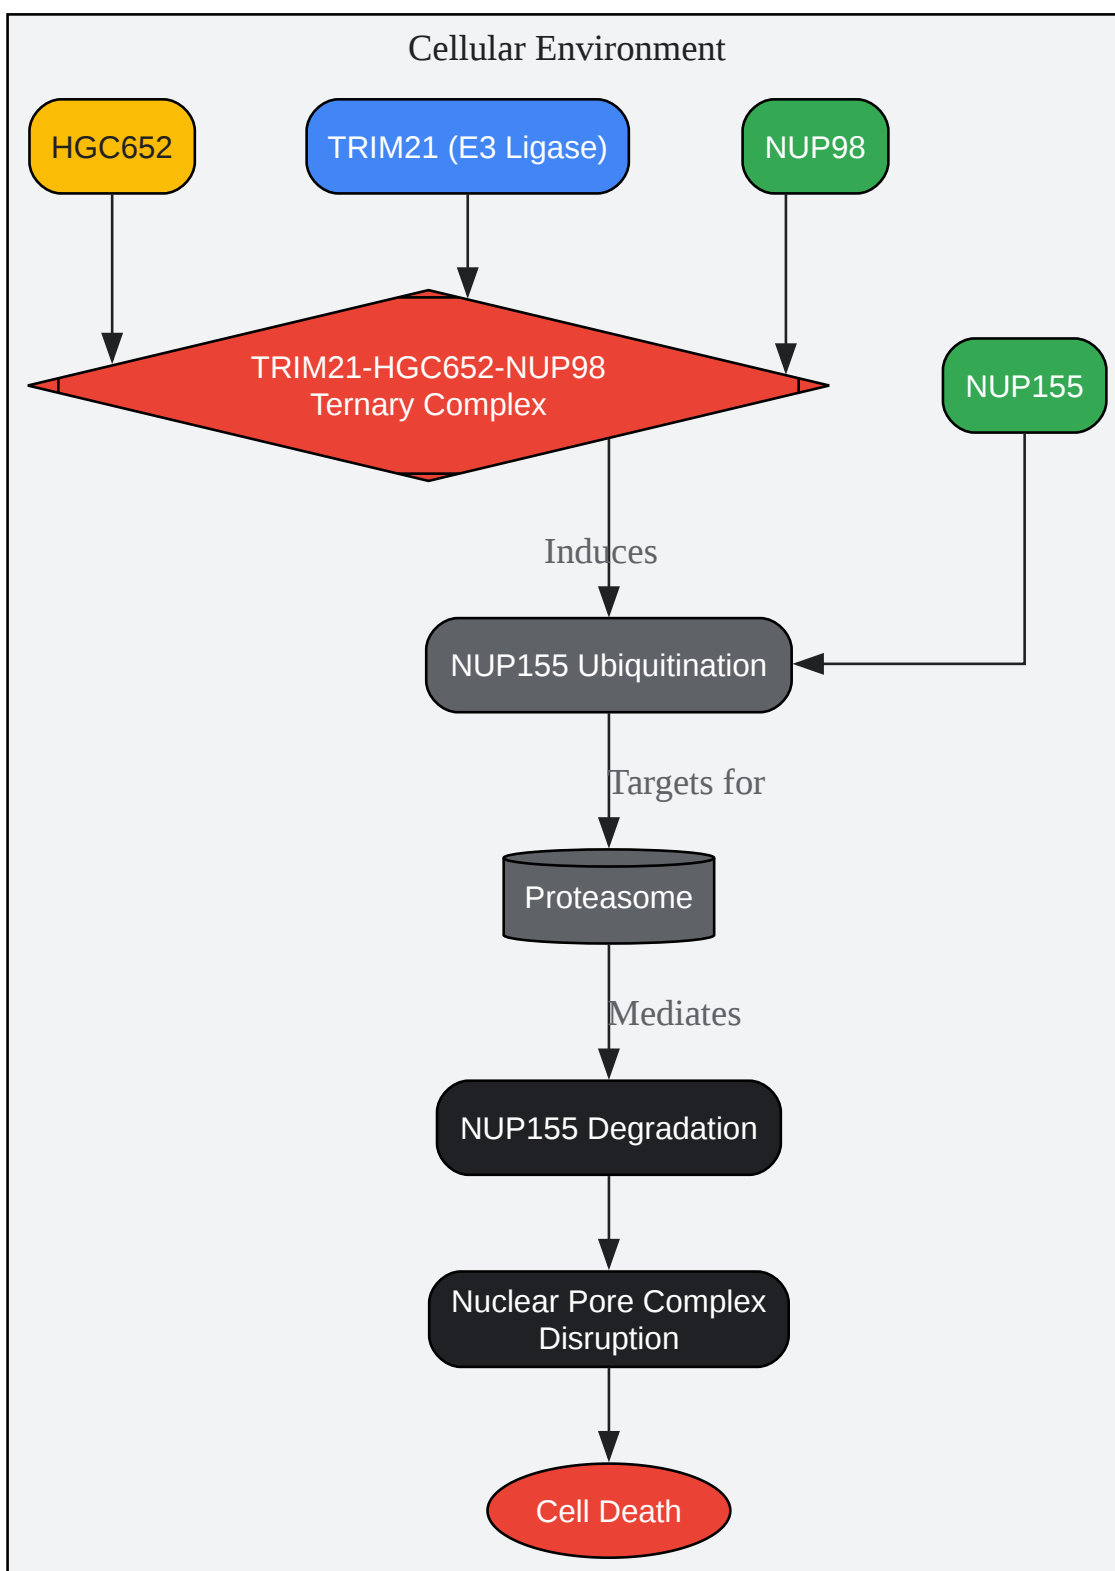 Cellular Environment
HGC652
TRIM21 (E3 Ligase)
NUP98
TRIM21-HGC652-NUP98
Ternary Complex
NUP155
Induces
NUP155 Ubiquitination
Targets for
Proteasome
Mediates
NUP155 Degradation
Nuclear Pore Complex
Disruption
Cell Death